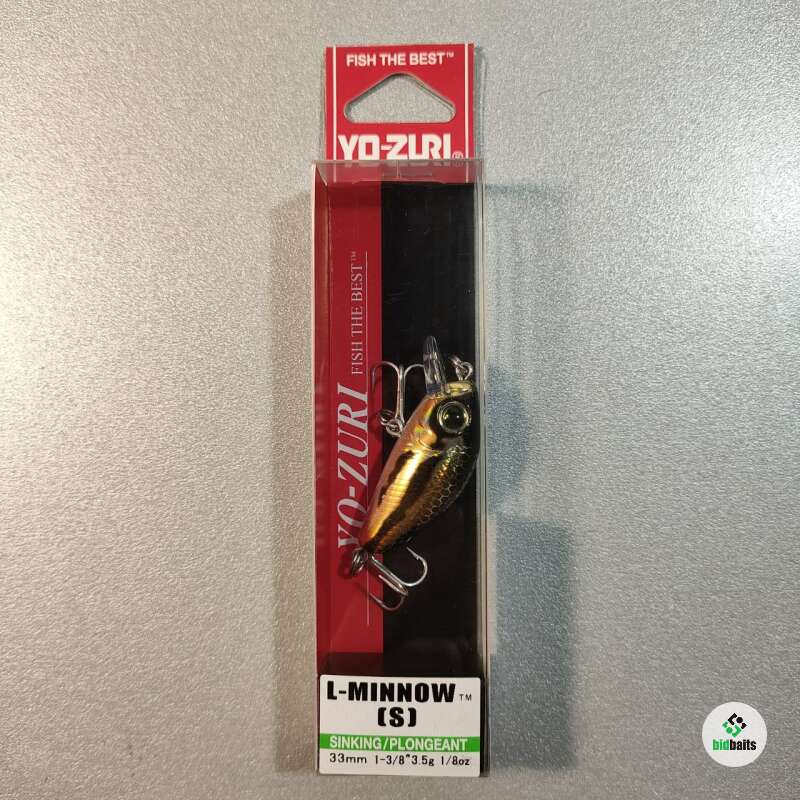 FISH THE BEST™
YO-ZURI®
YO-ZURI FISH THE BEST™
L-MINNOW™
(S)
SINKING/PLONGEANT
33mm 1-3/8" 3.5g 1/8oz
bidbaits